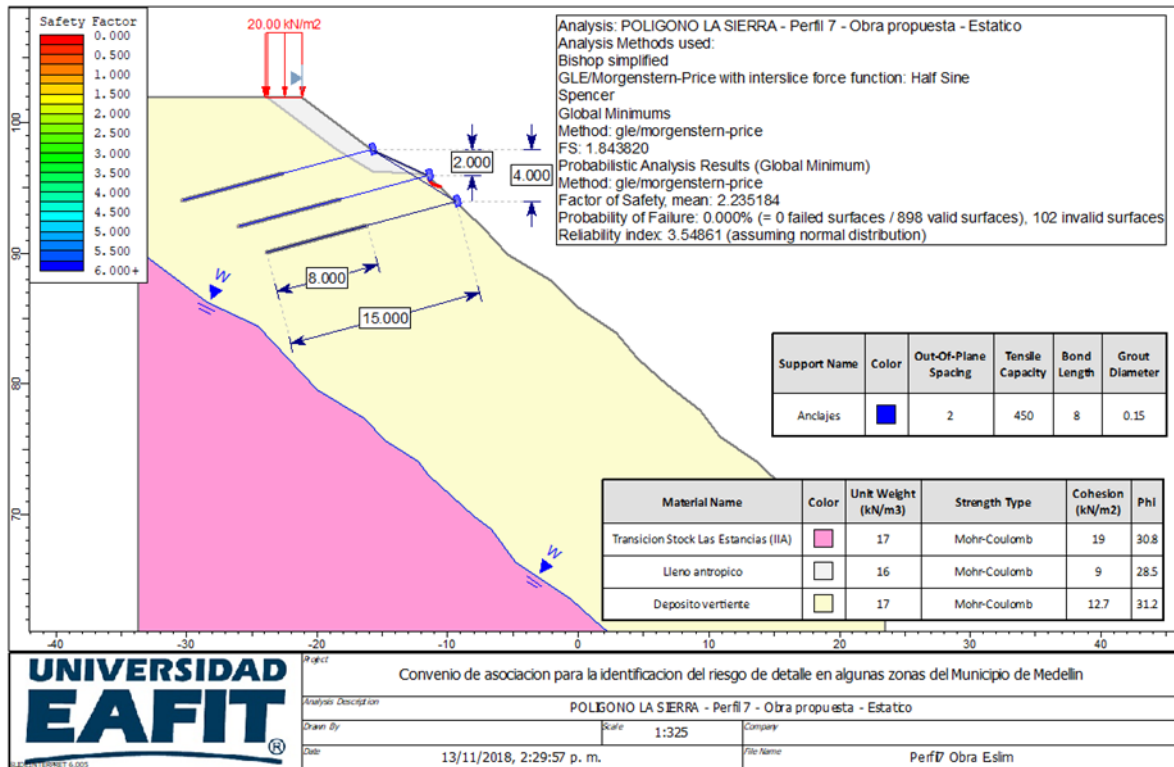 Safety Factor
0.000
0.500
1.000
1.500
2.000
2.500
3.000
3.500
4.000
4.500
5.000
5.500
6.000+
20.00 kN/m2
Analysis: POLIGONO LA SIERRA - Perfil 7 - Obra propuesta - Estatico
Analysis Methods used:
Bishop simplified
GLE/Morgenstern-Price with interslice force function: Half Sine
Spencer
Global Minimums
Method: gle/morgenstern-price
FS: 1.843820
Probabilistic Analysis Results (Global Minimum)
Method: gle/morgenstern-price
Factor of Safety, mean: 2.235184
Probability of Failure: 0.000% (= 0 failed surfaces / 898 valid surfaces), 102 invalid surfaces
Reliability index: 3.54861 (assuming normal distribution)
2.000
4.000
8.000
15.000
W
W
100
90
80
70
Support Name Color Out-Of-Plane Spacing Tensile Capacity Bond Length Grout Diameter
Anclajes 2 450 8 0.15
Material Name Color Unit Weight (kN/m3) Strength Type Cohesion (kN/m2) Phi
Transicion Stock Las Estancias (IIA) 17 Mohr-Coulomb 19 30.8
Lleno antropico 16 Mohr-Coulomb 9 28.5
Deposito vertiente 17 Mohr-Coulomb 12.7 31.2
-40 -30 -20 -10 0 10 20 30 40
UNIVERSIDAD
EAFIT®
SLIDEINTERPRET 6.005
Project
Convenio de asociacion para la identificacion del riesgo de detalle en algunas zonas del Municipio de Medellin
Analysis Description
POLIGONO LA SIERRA - Perfil 7 - Obra propuesta - Estatico
Drawn By
Scale
1:325
Company
Date
13/11/2018, 2:29:57 p. m.
File Name
Perfil7 Obra E.slim